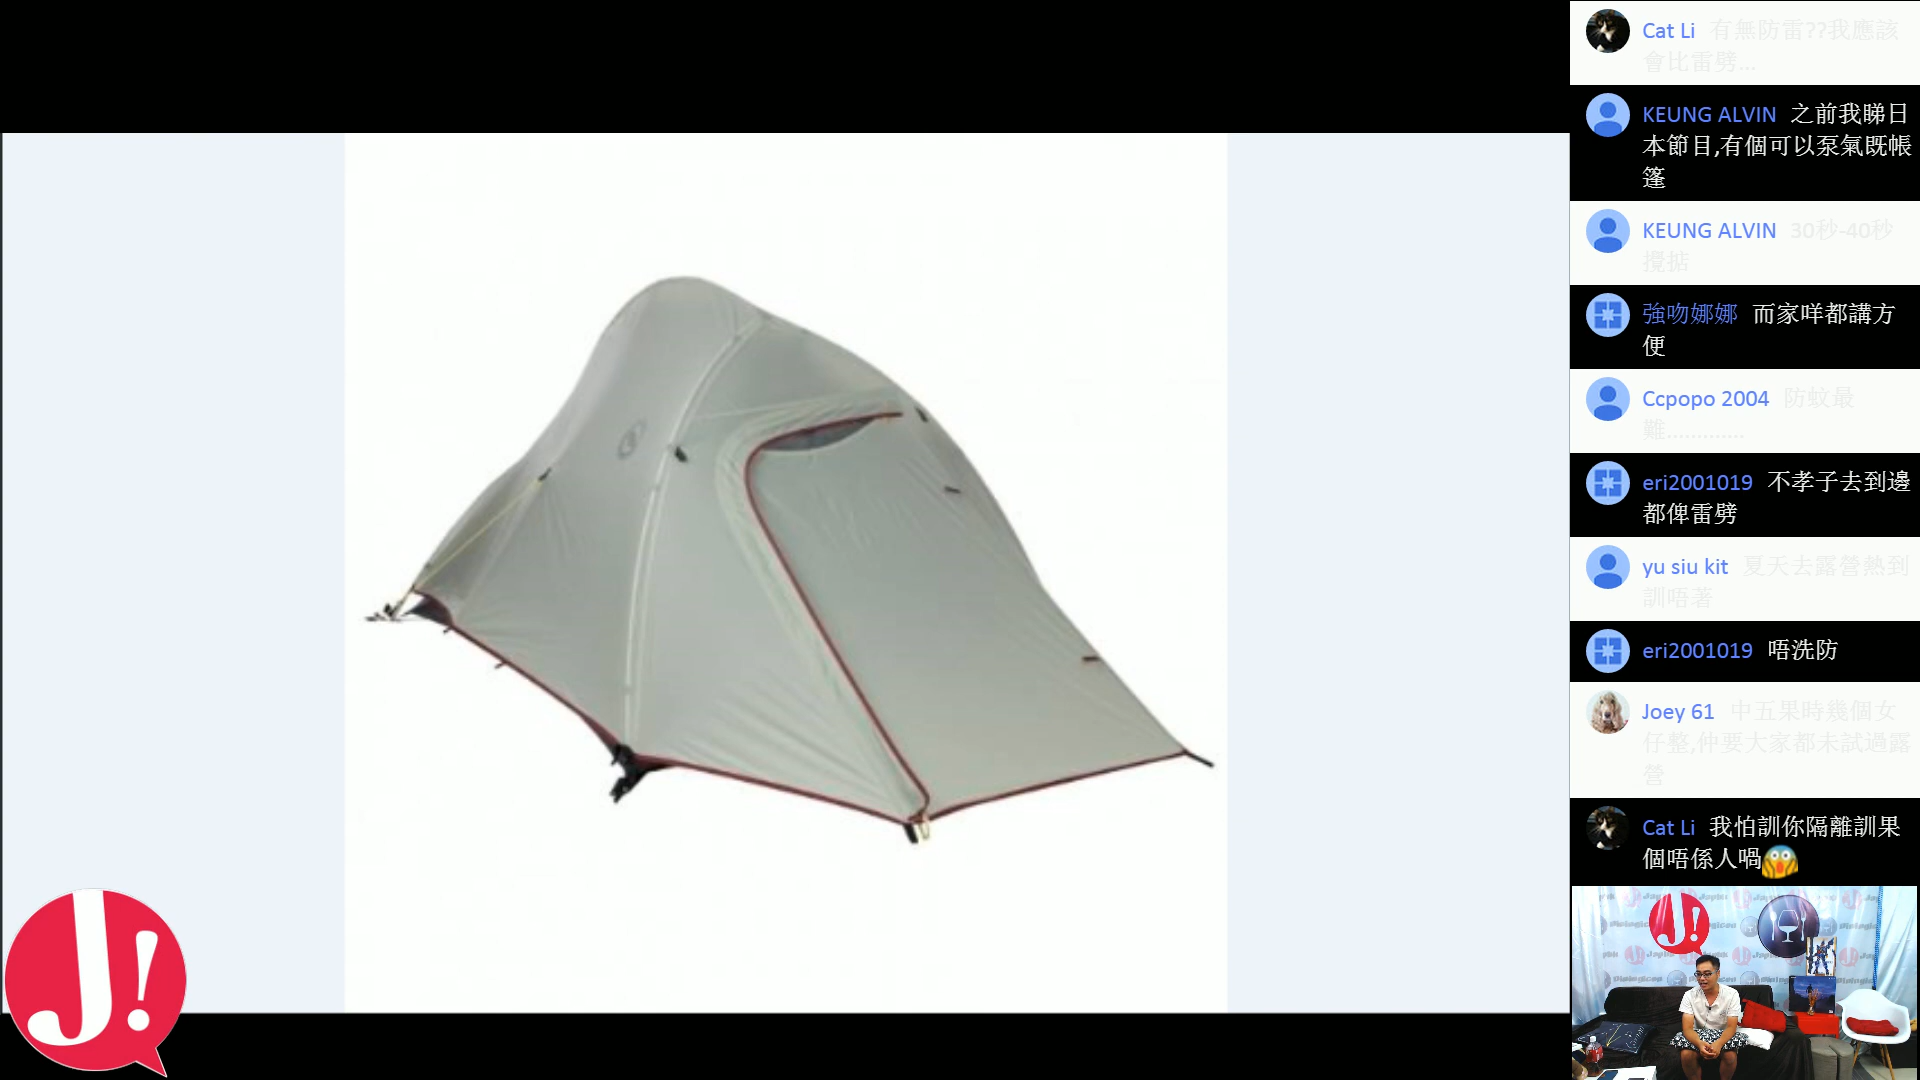 Cat Li 有無防雷??我應該
會比雷劈...
KEUNG ALVIN 之前我睇日
本節目,有個可以泵氣既帳
篷
KEUNG ALVIN 30秒-40秒
攪掂
強吻娜娜 而家咩都講方
便
Ccpopo 2004 防蚊最
難.............
eri2001019 不孝子去到邊
都俾雷劈
yu siu kit 夏天去露營熱到
訓唔著
eri2001019 唔洗防
Joey 61 中五果時幾個女
仔整,仲要大家都未試過露
營
Cat Li 我怕訓你隔離訓果
個唔係人喎
J!
J!